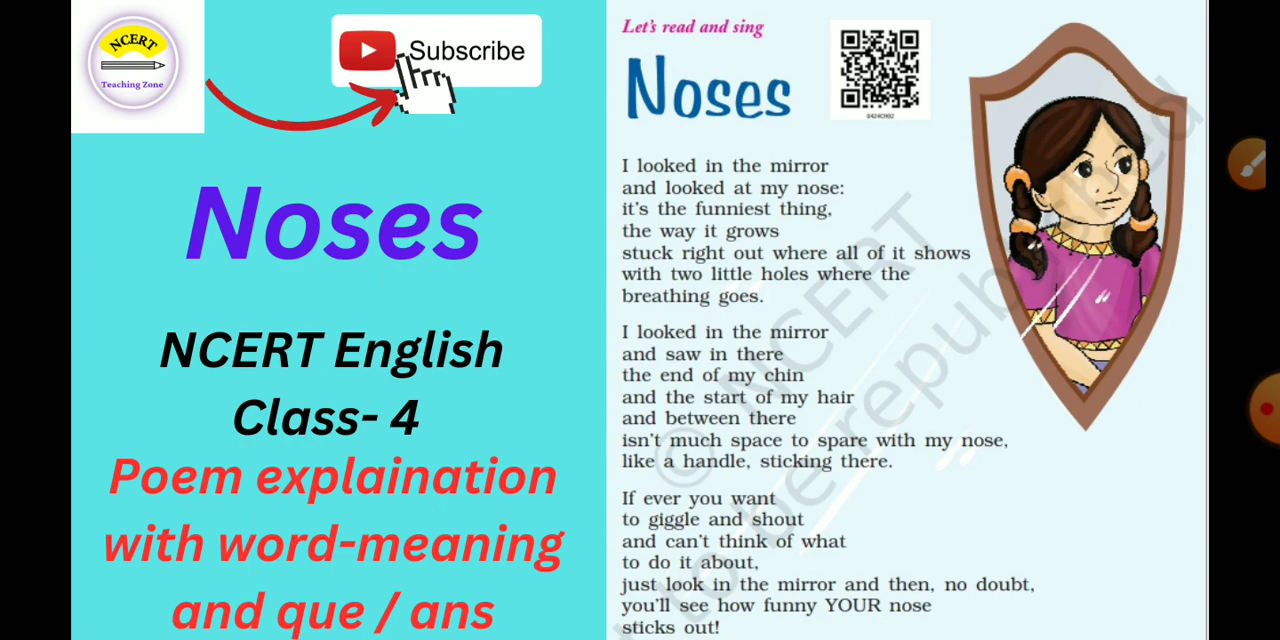 NCERT
Teaching Zone
Subscribe
Noses
NCERT English
Class- 4
Poem explaination
with word-meaning
and que / ans
Let's read and sing
Noses
0424CH02
I looked in the mirror
and looked at my nose:
it's the funniest thing,
the way it grows
stuck right out where all of it shows
with two little holes where the
breathing goes.
I looked in the mirror
and saw in there
the end of my chin
and the start of my hair
and between there
isn't much space to spare with my nose,
like a handle, sticking there.
If ever you want
to giggle and shout
and can't think of what
to do it about,
just look in the mirror and then, no doubt,
you'll see how funny YOUR nose
sticks out!
© NCERT
to be republished